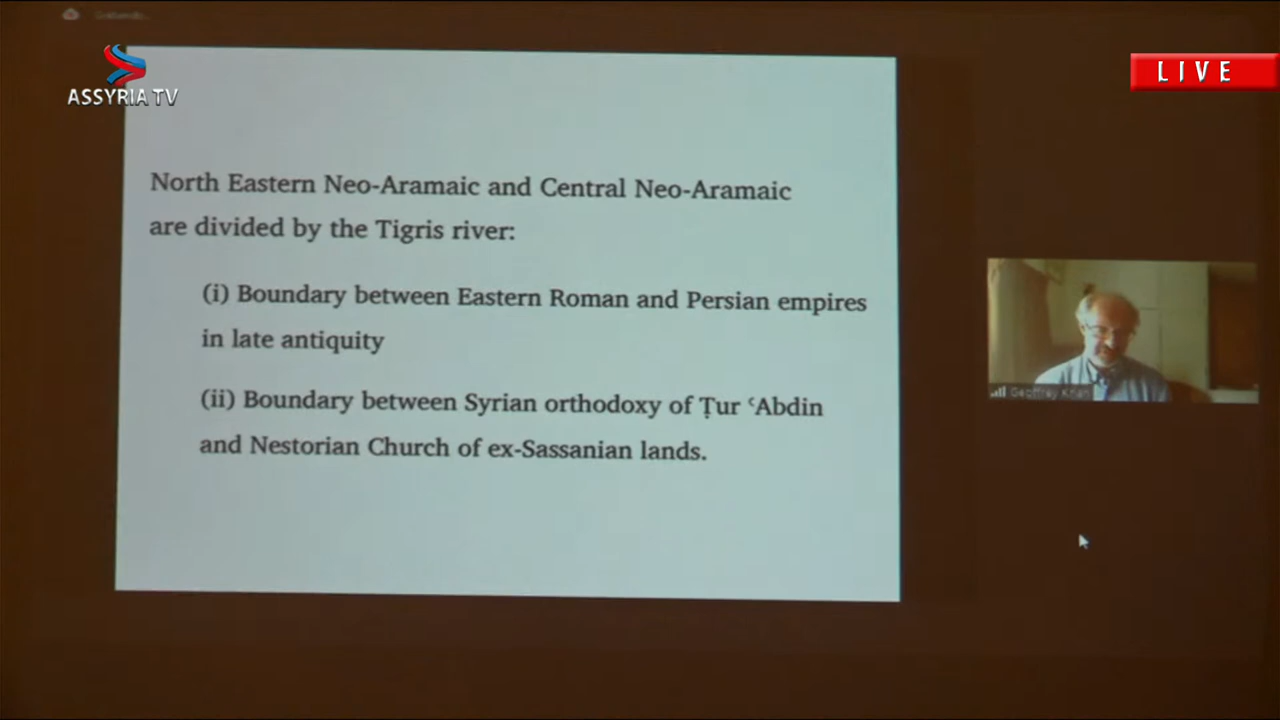 ASSYRIA TV
LIVE
North Eastern Neo-Aramaic and Central Neo-Aramaic
are divided by the Tigris river:
(i) Boundary between Eastern Roman and Persian empires
in late antiquity
(ii) Boundary between Syrian orthodoxy of Ṭur ʿAbdin
and Nestorian Church of ex-Sassanian lands.
Geoffrey Khan